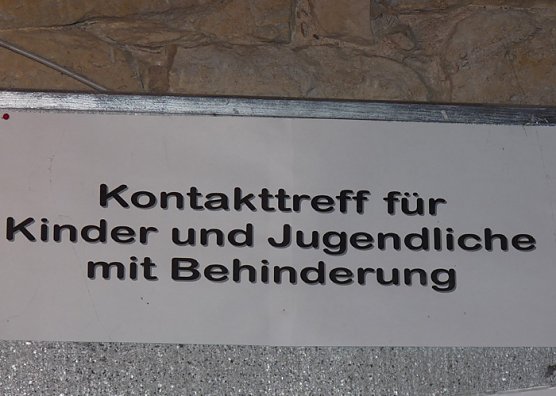 Kontakttreff für
Kinder und Jugendliche
mit Behinderung